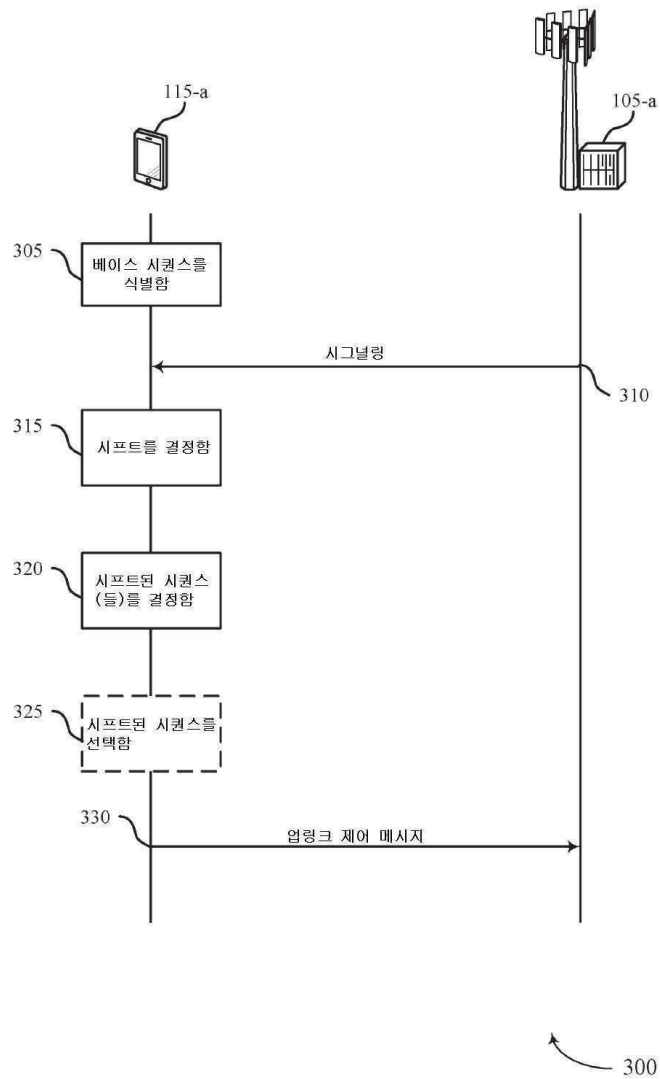 115-a
105-a
305
베이스 시퀀스를
식별함
시그널링
310
315
시프트를 결정함
320
시프트된 시퀀스
(들)를 결정함
325
시프트된 시퀀스를
선택함
330
업링크 제어 메시지
300